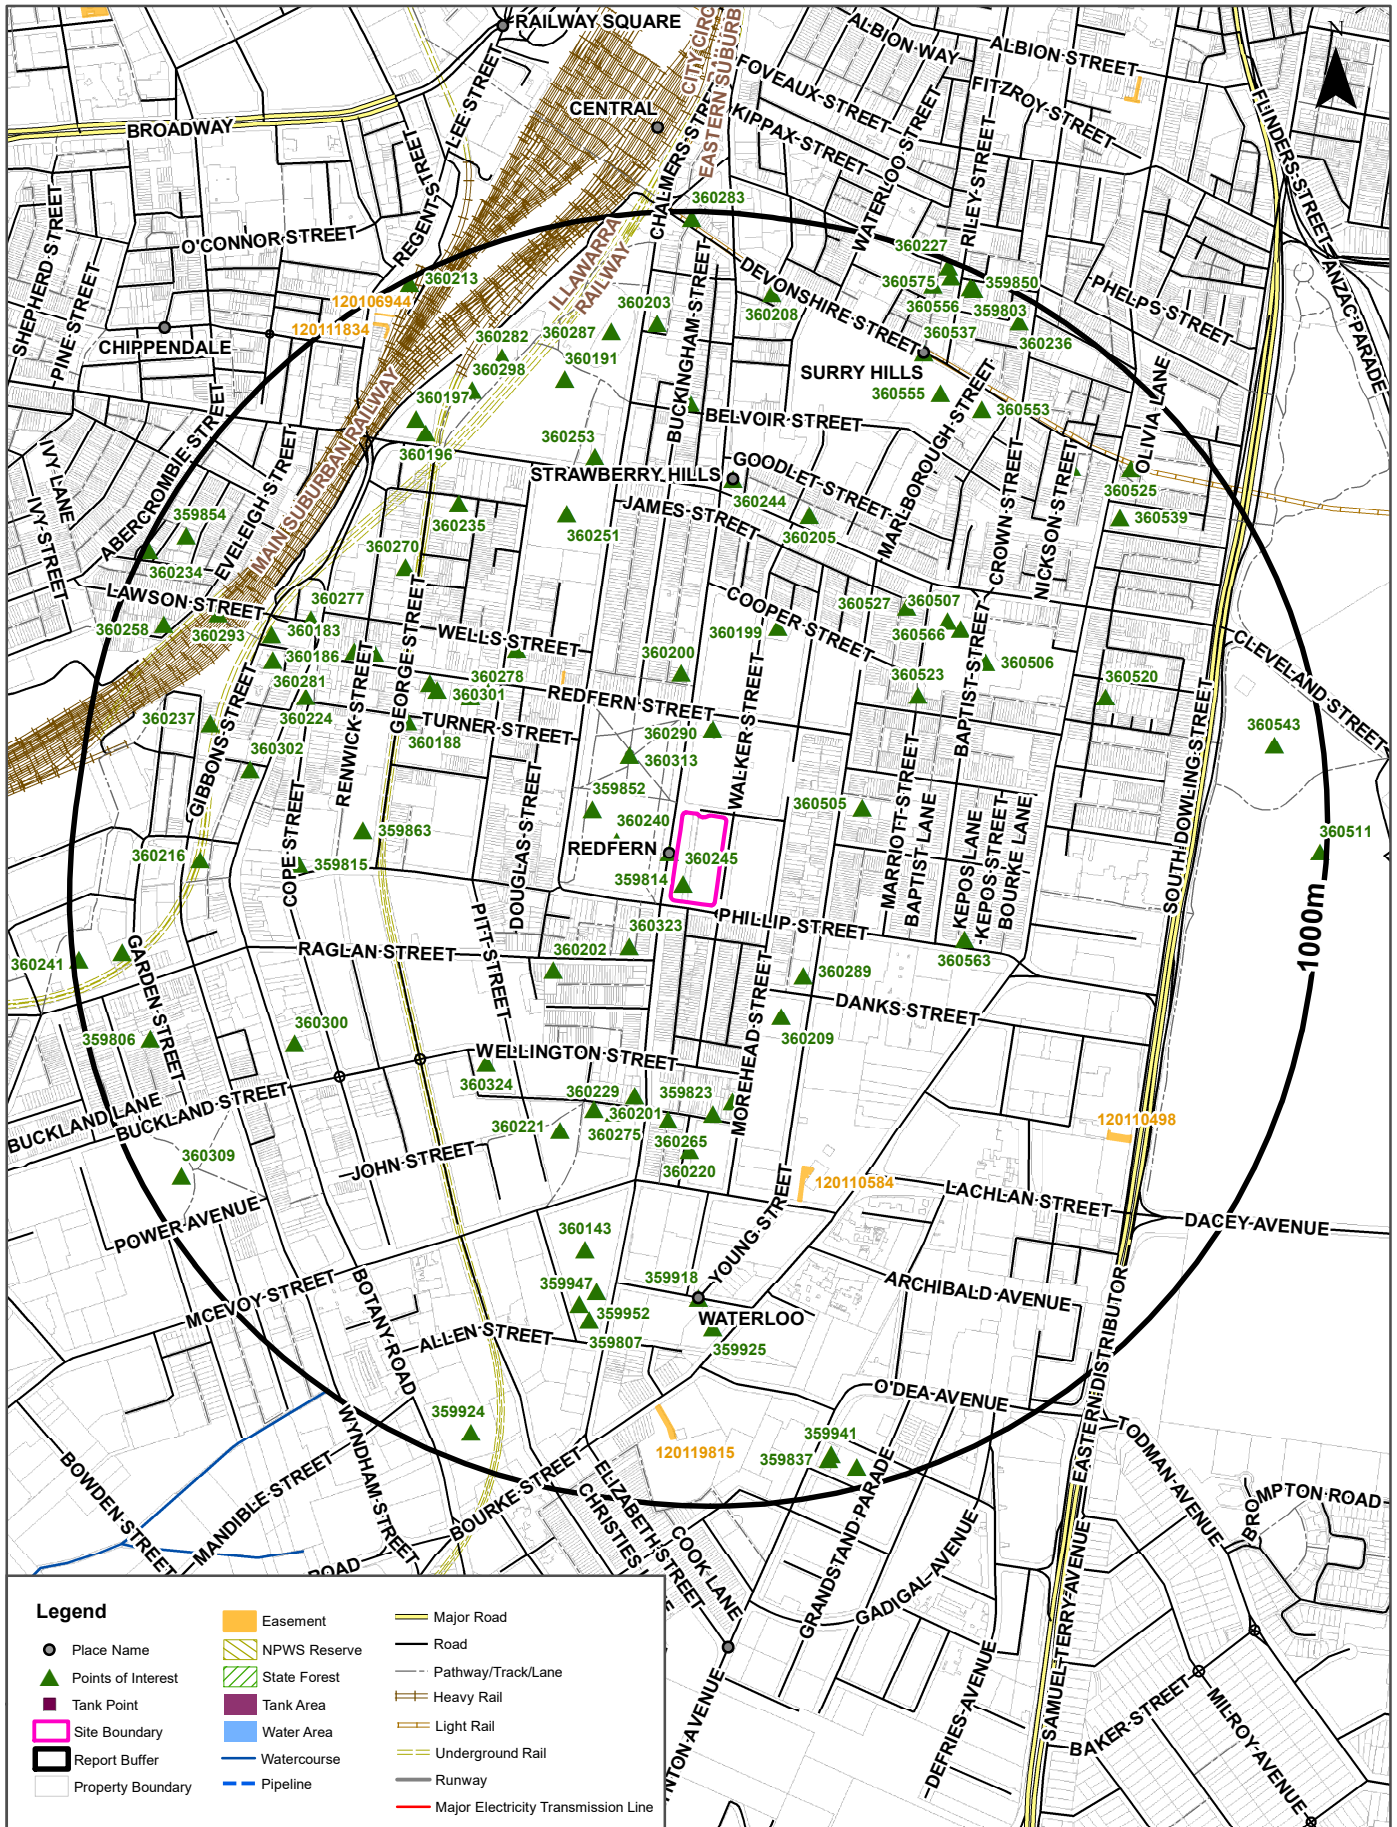 RAILWAY SQUARE
N
ALBION WAY
ALBION STREET
FOVEAUX-STREET
FITZROY-STREET
KIPPAX-STREET
CITY CIRC
EASTERN SUBURB
LEE-STREET
CENTRAL
BROADWAY
REGENT-STREET
CHALMERS-STREET
WATERLOO-STREET
RILEY-STREET
FLINDERS-STREET
ANZAC-PARADE
SHEPHERD-STREET
PINE-STREET
O'CONNOR-STREET
360283
360227
ILLAWARRA
RAILWAY
DEVONSHIRE-STREET
PHELPS-STREET
360213
120106944
120111834
360575
359850
360556
359803
360537
360236
360203
360208
360282
360287
CHIPPENDALE
360298
360191
BUCKINGHAM-STREET
SURRY HILLS
360555
360553
OLIVIA LANE
360197
BELVOIR-STREET
MARLBOROUGH-STREET
ABERCROMBIE-STREET
MAIN SUBURBAN RAILWAY
360196
360253
STRAWBERRY HILLS
GOODLET-STREET
360244
CROWN-STREET
NICKSON-STREET
360525
IVY-LANE
IVY-STREET
EVELEIGH-STREET
360235
360251
JAMES-STREET
360205
360539
359854
360234
360270
LAWSON-STREET
360277
COOPER-STREET
360527
360507
360258
360293
360183
WELLS-STREET
360199
360566
BAPTIST-STREET
CLEVELAND-STREET
360186
360200
360506
GEORGE-STREET
RENWICK-STREET
360281
360278
360301
REDFERN-STREET
WALKER-STREET
360523
360520
SOUTH-DOWLING-STREET
360237
GIBBONS-STREET
360224
TURNER-STREET
360188
360290
360543
360302
360313
COPE-STREET
DOUGLAS-STREET
359852
360505
MARRIOTT-STREET
BAPTIST-LANE
KEPOS-LANE
KEPOS-STREET
BOURKE-LANE
359863
360240
REDFERN
360245
360511
360216
359815
359814
1000m
PITT-STREET
PHILLIP-STREET
GARDEN-STREET
RAGLAN-STREET
360323
360202
360563
360241
360289
MOREHEAD-STREET
DANKS-STREET
360300
359806
360209
WELLINGTON-STREET
360324
BUCKLAND LANE
BUCKLAND-STREET
360229
359823
360201
360275
360221
360265
120110498
360220
JOHN-STREET
360309
YOUNG-STREET
120110584
LACHLAN-STREET
DACEY-AVENUE
POWER-AVENUE
360143
MCEVOY-STREET
BOTANY-ROAD
359918
359947
ARCHIBALD-AVENUE
359952
WATERLOO
ALLEN-STREET
359807
359925
EASTERN-DISTRIBUTOR
O'DEA-AVENUE
359924
TODMAN-AVENUE
359941
359837
120119815
BOWDEN-STREET
MANDIBLE-STREET
WYNDHAM-STREET
BOURKE-STREET
ELIZABETH-STREET
CHRISTIES
COOK LANE
GRANDSTAND-PARADE
GADIGAL-AVENUE
BROMPTON-ROAD
ROAD
SAMUEL-TERRY-AVENUE
DEFRIES-AVENUE
BAKER-STREET
MILROY-AVENUE
NTON-AVENUE
Legend
Place Name
Points of Interest
Tank Point
Site Boundary
Report Buffer
Property Boundary
Easement
NPWS Reserve
State Forest
Tank Area
Water Area
Watercourse
Pipeline
Major Road
Road
Pathway/Track/Lane
Heavy Rail
Light Rail
Underground Rail
Runway
Major Electricity Transmission Line